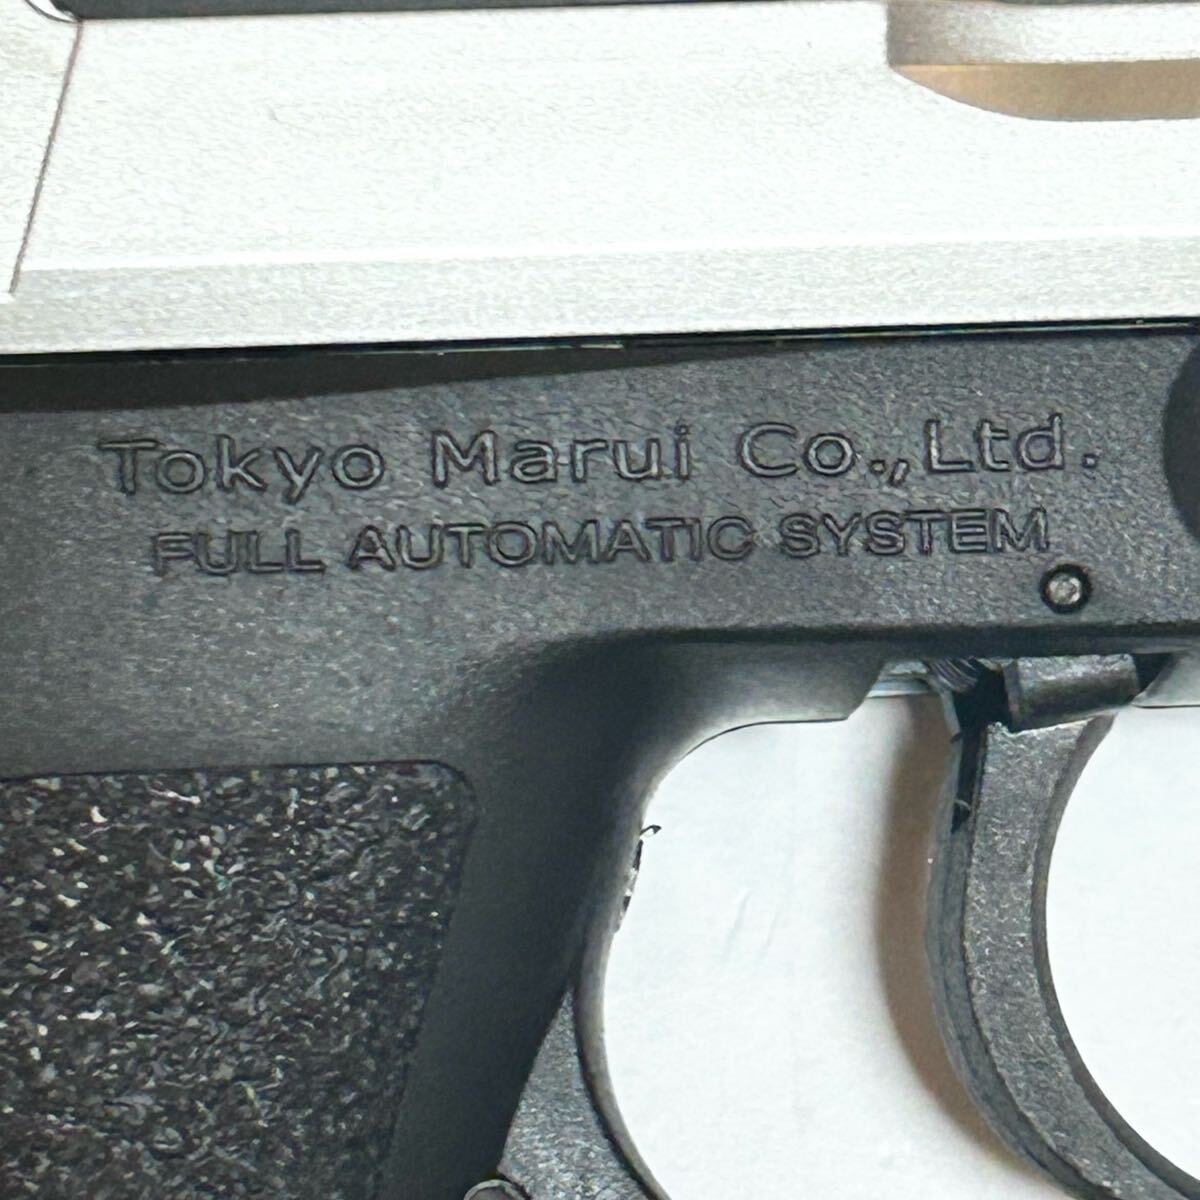 Tokyo Marui Co.,Ltd.
FULL AUTOMATIC SYSTEM